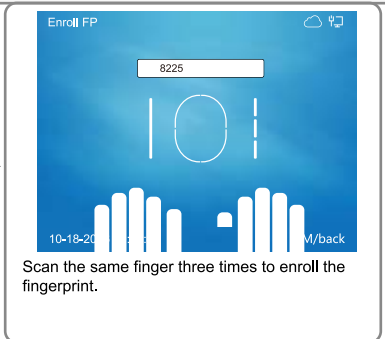 Enroll FP
8225
10-18-20
M/back
Scan the same finger three times to enroll the
fingerprint.